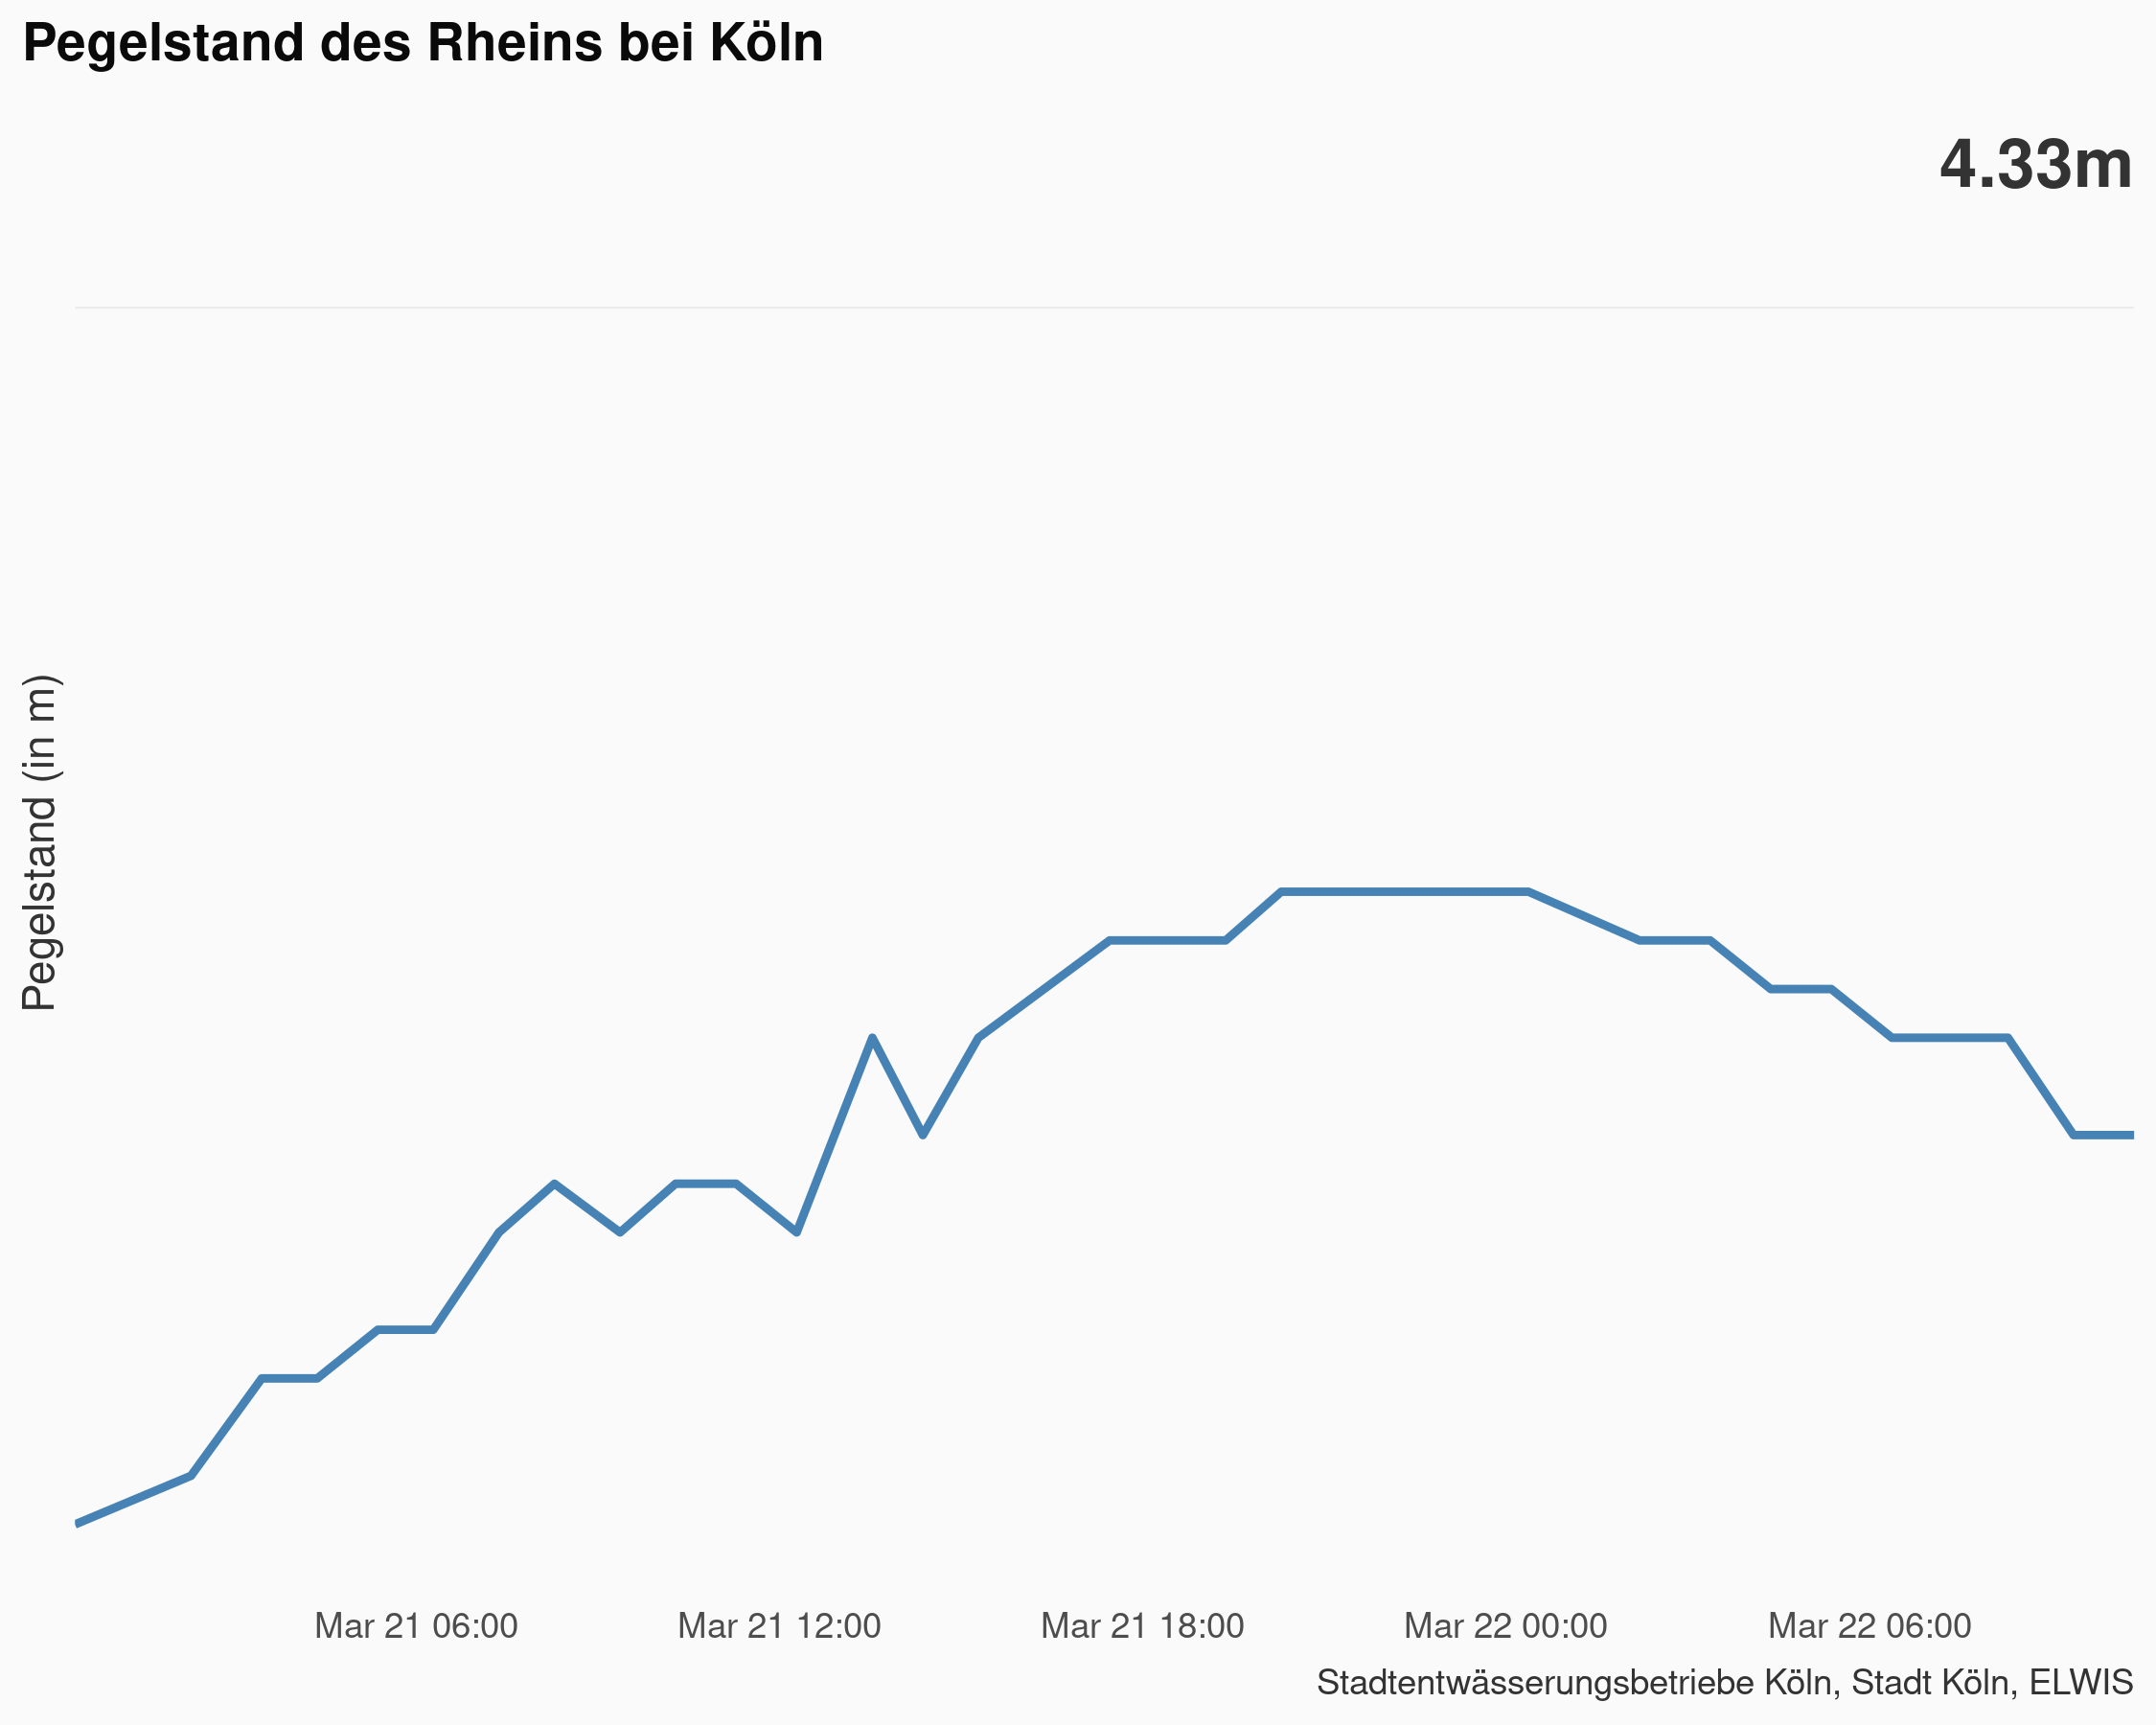 Pegelstand des Rheins bei Köln
4.33m
Pegelstand (in m)
Mar 21 06:00
Mar 21 12:00
Mar 21 18:00
Mar 22 00:00
Mar 22 06:00
Stadtentwässerungsbetriebe Köln, Stadt Köln, ELWIS